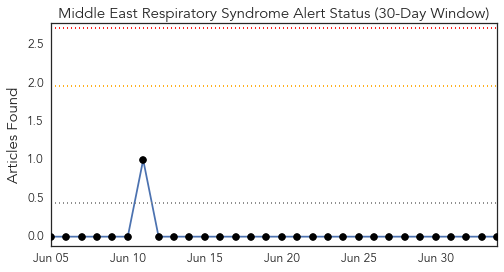 Middle East Respiratory Syndrome Alert Status (30-Day Window)
Articles Found
2.5
2.0
1.5
1.0
0.5
0.0
Jun 05 Jun 10 Jun 15 Jun 20 Jun 25 Jun 30